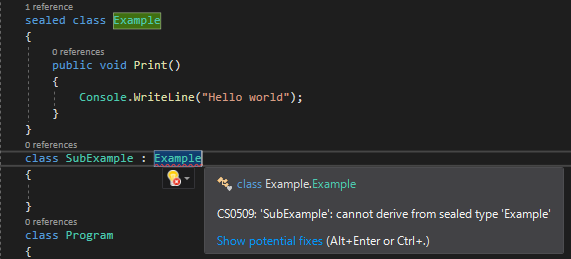 1 reference
sealed class Example
{
0 references
public void Print()
{
Console.WriteLine("Hello world");
}
}
0 references
class SubExample : Example
{
class Example.Example
}
CS0509: 'SubExample': cannot derive from sealed type 'Example'
0 references
class Program
Show potential fixes (Alt+Enter or Ctrl+.)
{